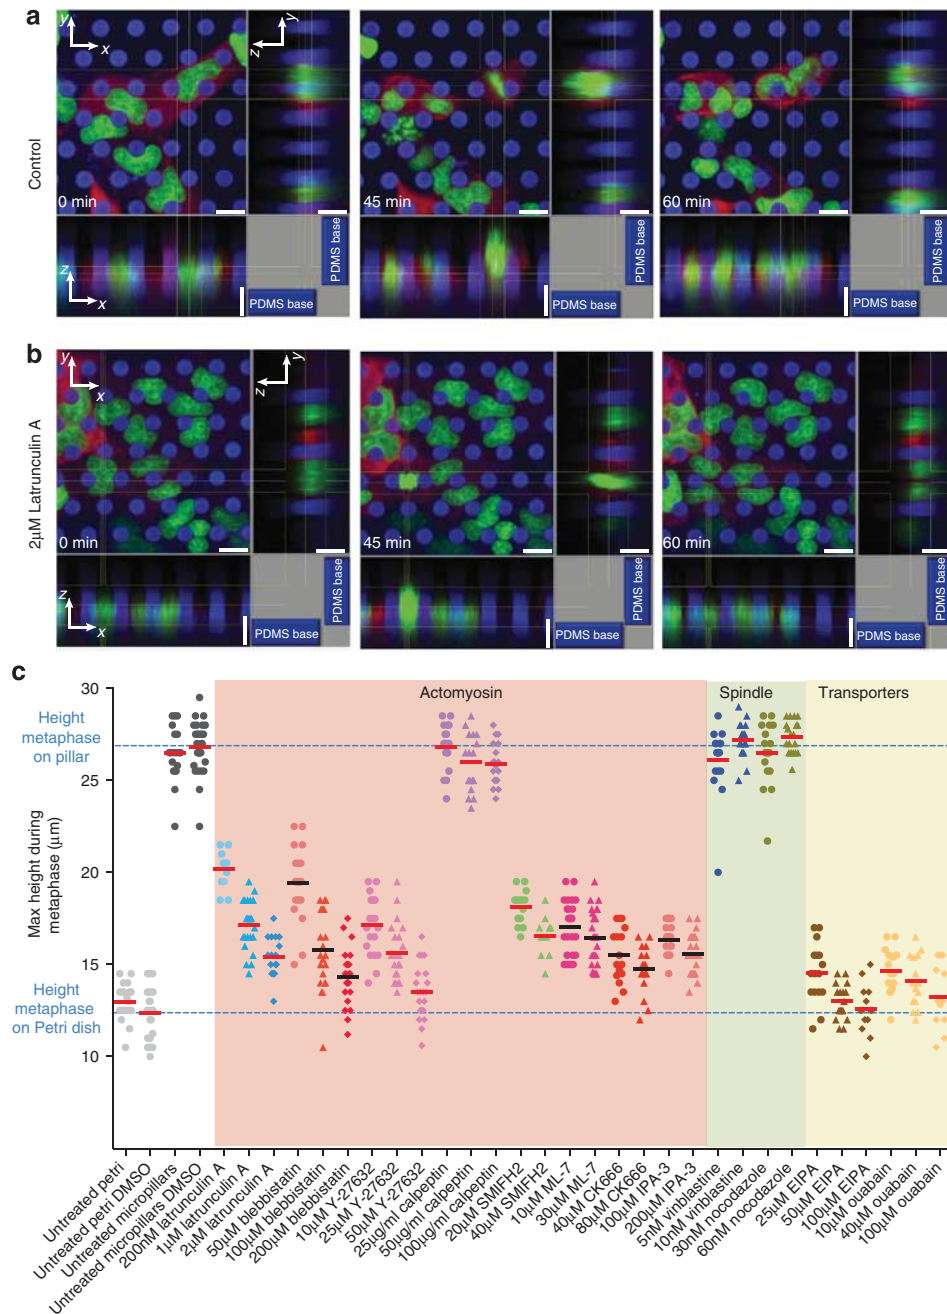 a
y
x
z
y
Control
0 min
45 min
60 min
PDMS base
PDMS base
PDMS base
z
x
PDMS base
PDMS base
PDMS base
b
y
x
z
y
2μM Latrunculin A
0 min
45 min
60 min
PDMS base
PDMS base
PDMS base
z
x
PDMS base
PDMS base
PDMS base
c
30
Actomyosin
Spindle
Transporters
Height
metaphase
on pillar
25
Max height during
metaphase (μm)
20
15
Height
metaphase
on Petri dish
10
Untreated petri
Untreated petri DMSO
Untreated micropillars
Untreated micropillars DMSO
200nM latrunculin A
1μM latrunculin A
2μM latrunculin A
50μM blebbistatin
100μM blebbistatin
200μM blebbistatin
10μM Y-27632
25μM Y-27632
50μM Y-27632
25μg/ml calpeptin
50μg/ml calpeptin
100μg/ml calpeptin
20μM SMIFH2
40μM SMIFH2
10μM ML-7
30μM ML-7
40μM CK666
80μM CK666
100μM IPA-3
200μM IPA-3
5nM vinblastine
10nM vinblastine
30nM nocodazole
60nM nocodazole
25μM EIPA
50μM EIPA
100μM EIPA
10μM ouabain
40μM ouabain
100μM ouabain